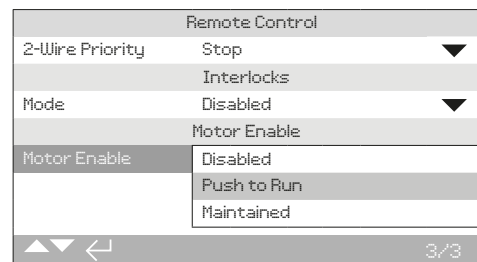 Remote Control
2-Wire Priority Stop
Interlocks
Mode Disabled
Motor Enable
Motor Enable Disabled
Push to Run
Maintained
3/3